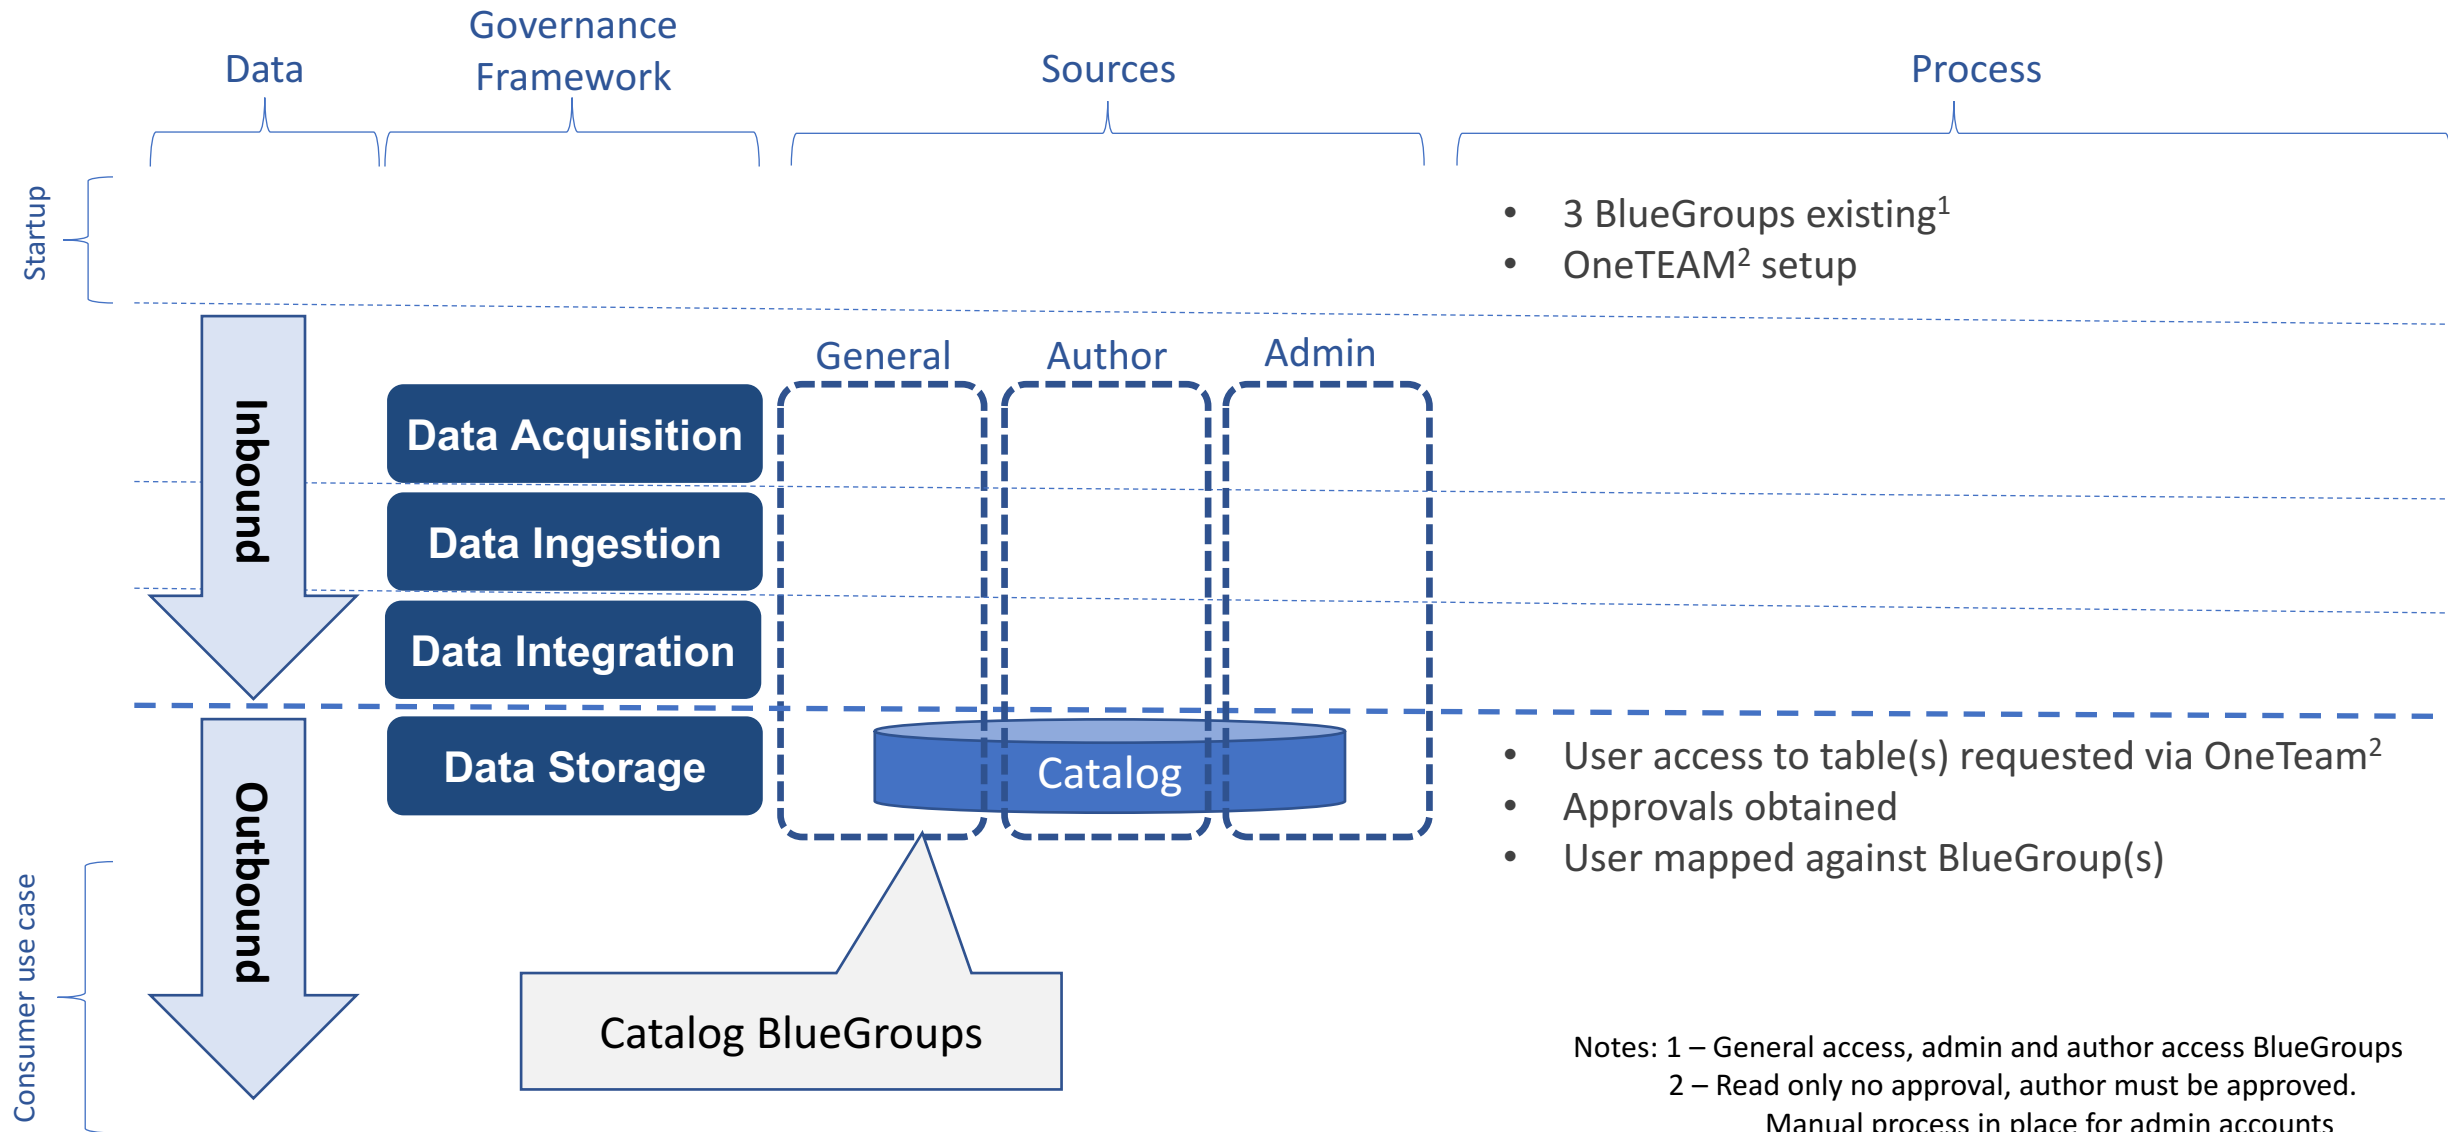 Governance
Framework
Data
Sources
Process
Startup
• 3 BlueGroups existing1
• OneTEAM2 setup
General
Author
Admin
Inbound
Data Acquisition
Data Ingestion
Data Integration
Outbound
Data Storage
Catalog
• User access to table(s) requested via OneTeam2
• Approvals obtained
• User mapped against BlueGroup(s)
Consumer use case
Catalog BlueGroups
Notes: 1 – General access, admin and author access BlueGroups
2 – Read only no approval, author must be approved.
Manual process in place for admin accounts